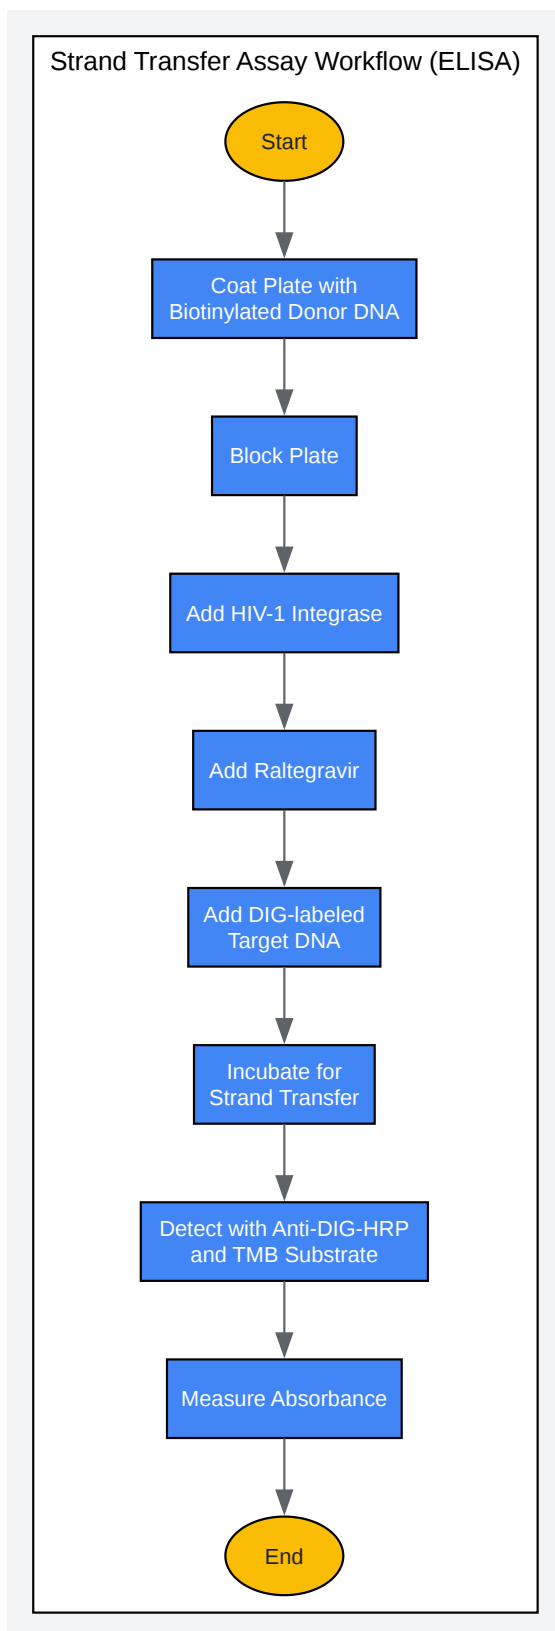 Strand Transfer Assay Workflow (ELISA)
Start
Coat Plate with
Biotinylated Donor DNA
Block Plate
Add HIV-1 Integrase
Add Raltegravir
Add DIG-labeled
Target DNA
Incubate for
Strand Transfer
Detect with Anti-DIG-HRP
and TMB Substrate
Measure Absorbance
End